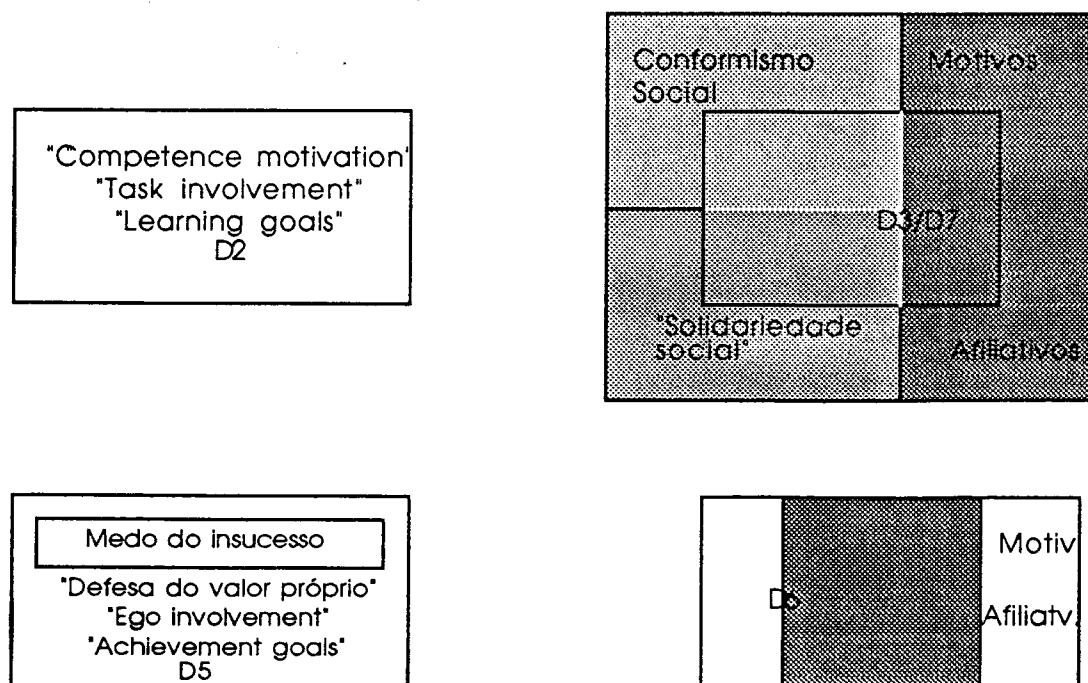 "Competence motivation"
"Task involvement"
"Learning goals"
D2
Conformismo
Social
Motivos
D3/D7
"Solidariedade
social"
Afiliativos
Medo do insucesso
"Defesa do valor próprio"
"Ego involvement"
"Achievement goals"
D5
D6
Motiv
Afiliatv.